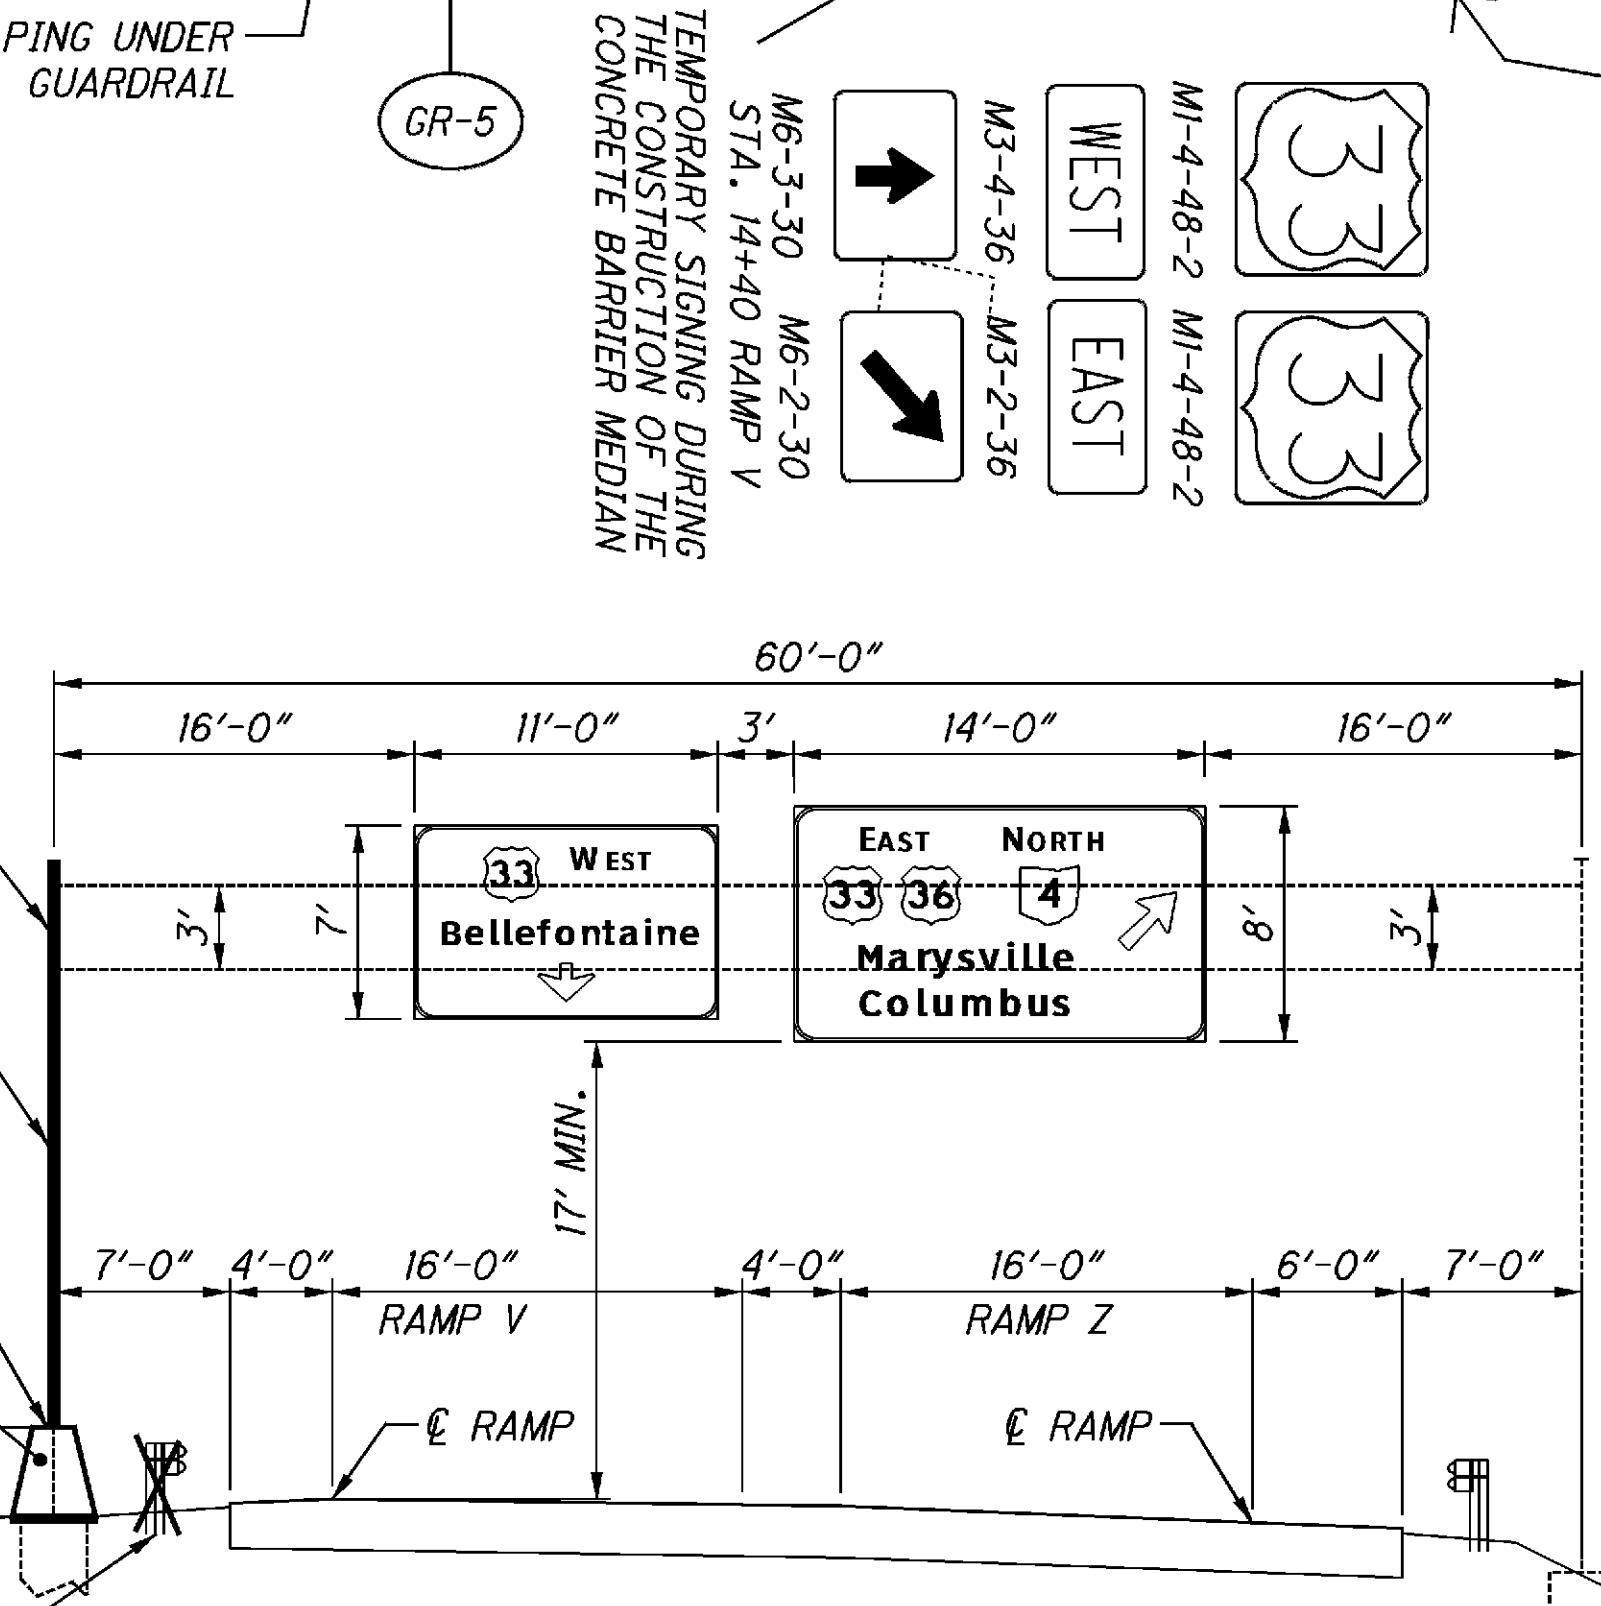 PING UNDER
GUARDRAIL
GR-5
33 33
M1-4-48-2 M1-4-48-2
WEST EAST
M3-4-36 M3-2-36
M6-3-30 M6-2-30
STA. 14+40 RAMP V
TEMPORARY SIGNING DURING
THE CONSTRUCTION OF THE
CONCRETE BARRIER MEDIAN
60'-0"
16'-0" 11'-0" 3' 14'-0" 16'-0"
33 WEST
Bellefontaine
EAST NORTH
33 36 4
Marysville
Columbus
3' 7' 8' 3'
17' MIN.
7'-0" 4'-0" 16'-0" 4'-0" 16'-0" 6'-0" 7'-0"
RAMP V RAMP Z
℄ RAMP ℄ RAMP